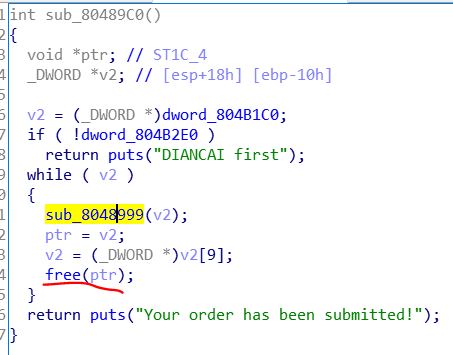 1 int sub_80489C0()
2 {
3 void *ptr; // ST1C_4
4 _DWORD *v2; // [esp+18h] [ebp-10h]
5
6 v2 = (_DWORD *)dword_804B1C0;
7 if ( !dword_804B2E0 )
8 return puts("DIANCAI first");
9 while ( v2 )
0 {
1 sub_8048999(v2);
2 ptr = v2;
3 v2 = (_DWORD *)v2[9];
4 free(ptr);
5 }
6 return puts("Your order has been submitted!");
7 }